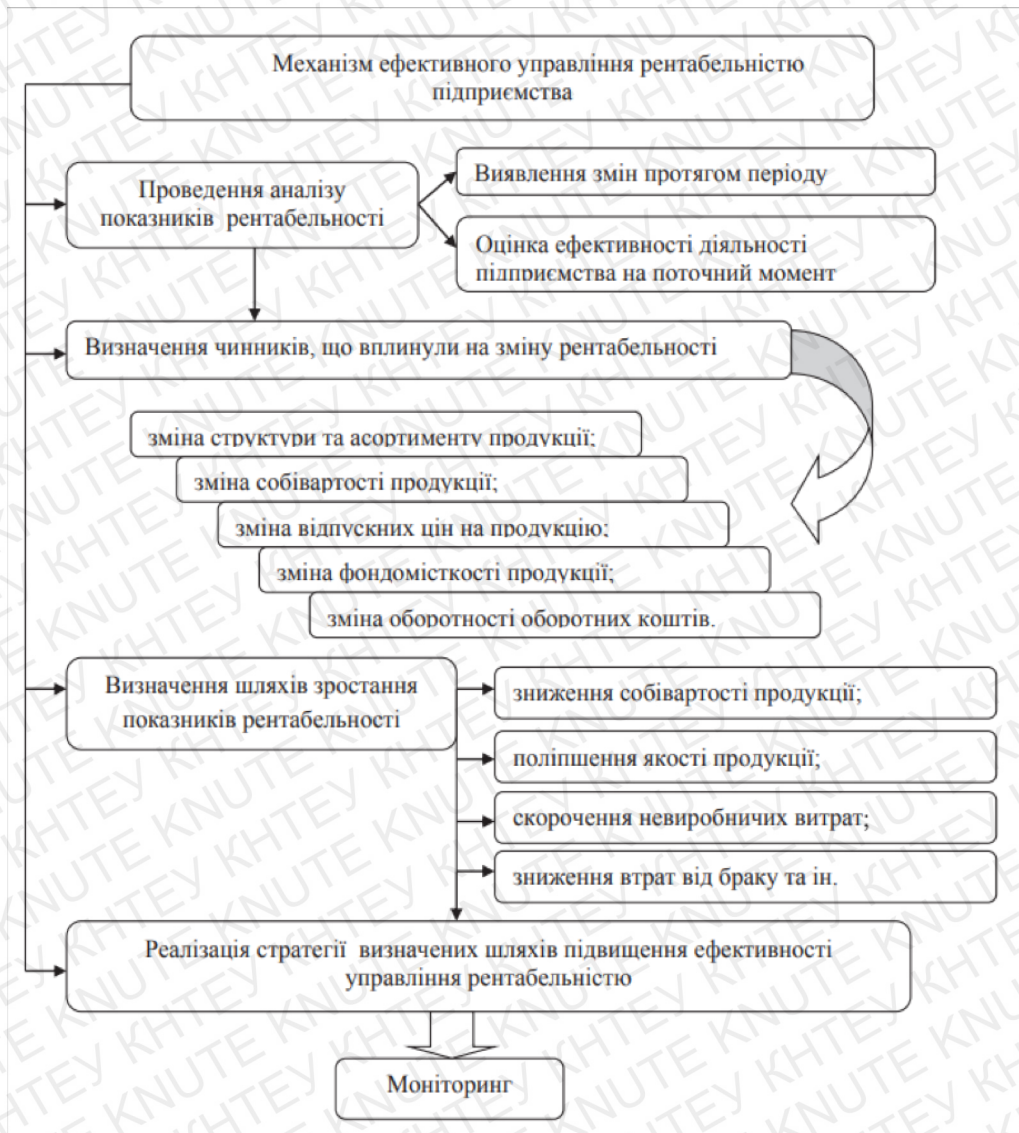 Механізм ефективного управління рентабельністю
підприємства
Проведення аналізу
показників рентабельності
Виявлення змін протягом періоду
Оцінка ефективності діяльності
підприємства на поточний момент
Визначення чинників, що вплинули на зміну рентабельності
зміна структури та асортименту продукції;
зміна собівартості продукції;
зміна відпускних цін на продукцію;
зміна фондомісткості продукції;
зміна оборотності оборотних коштів.
Визначення шляхів зростання
показників рентабельності
зниження собівартості продукції;
поліпшення якості продукції;
скорочення невиробничих витрат;
зниження втрат від браку та ін.
Реалізація стратегії визначених шляхів підвищення ефективності
управління рентабельністю
Моніторинг